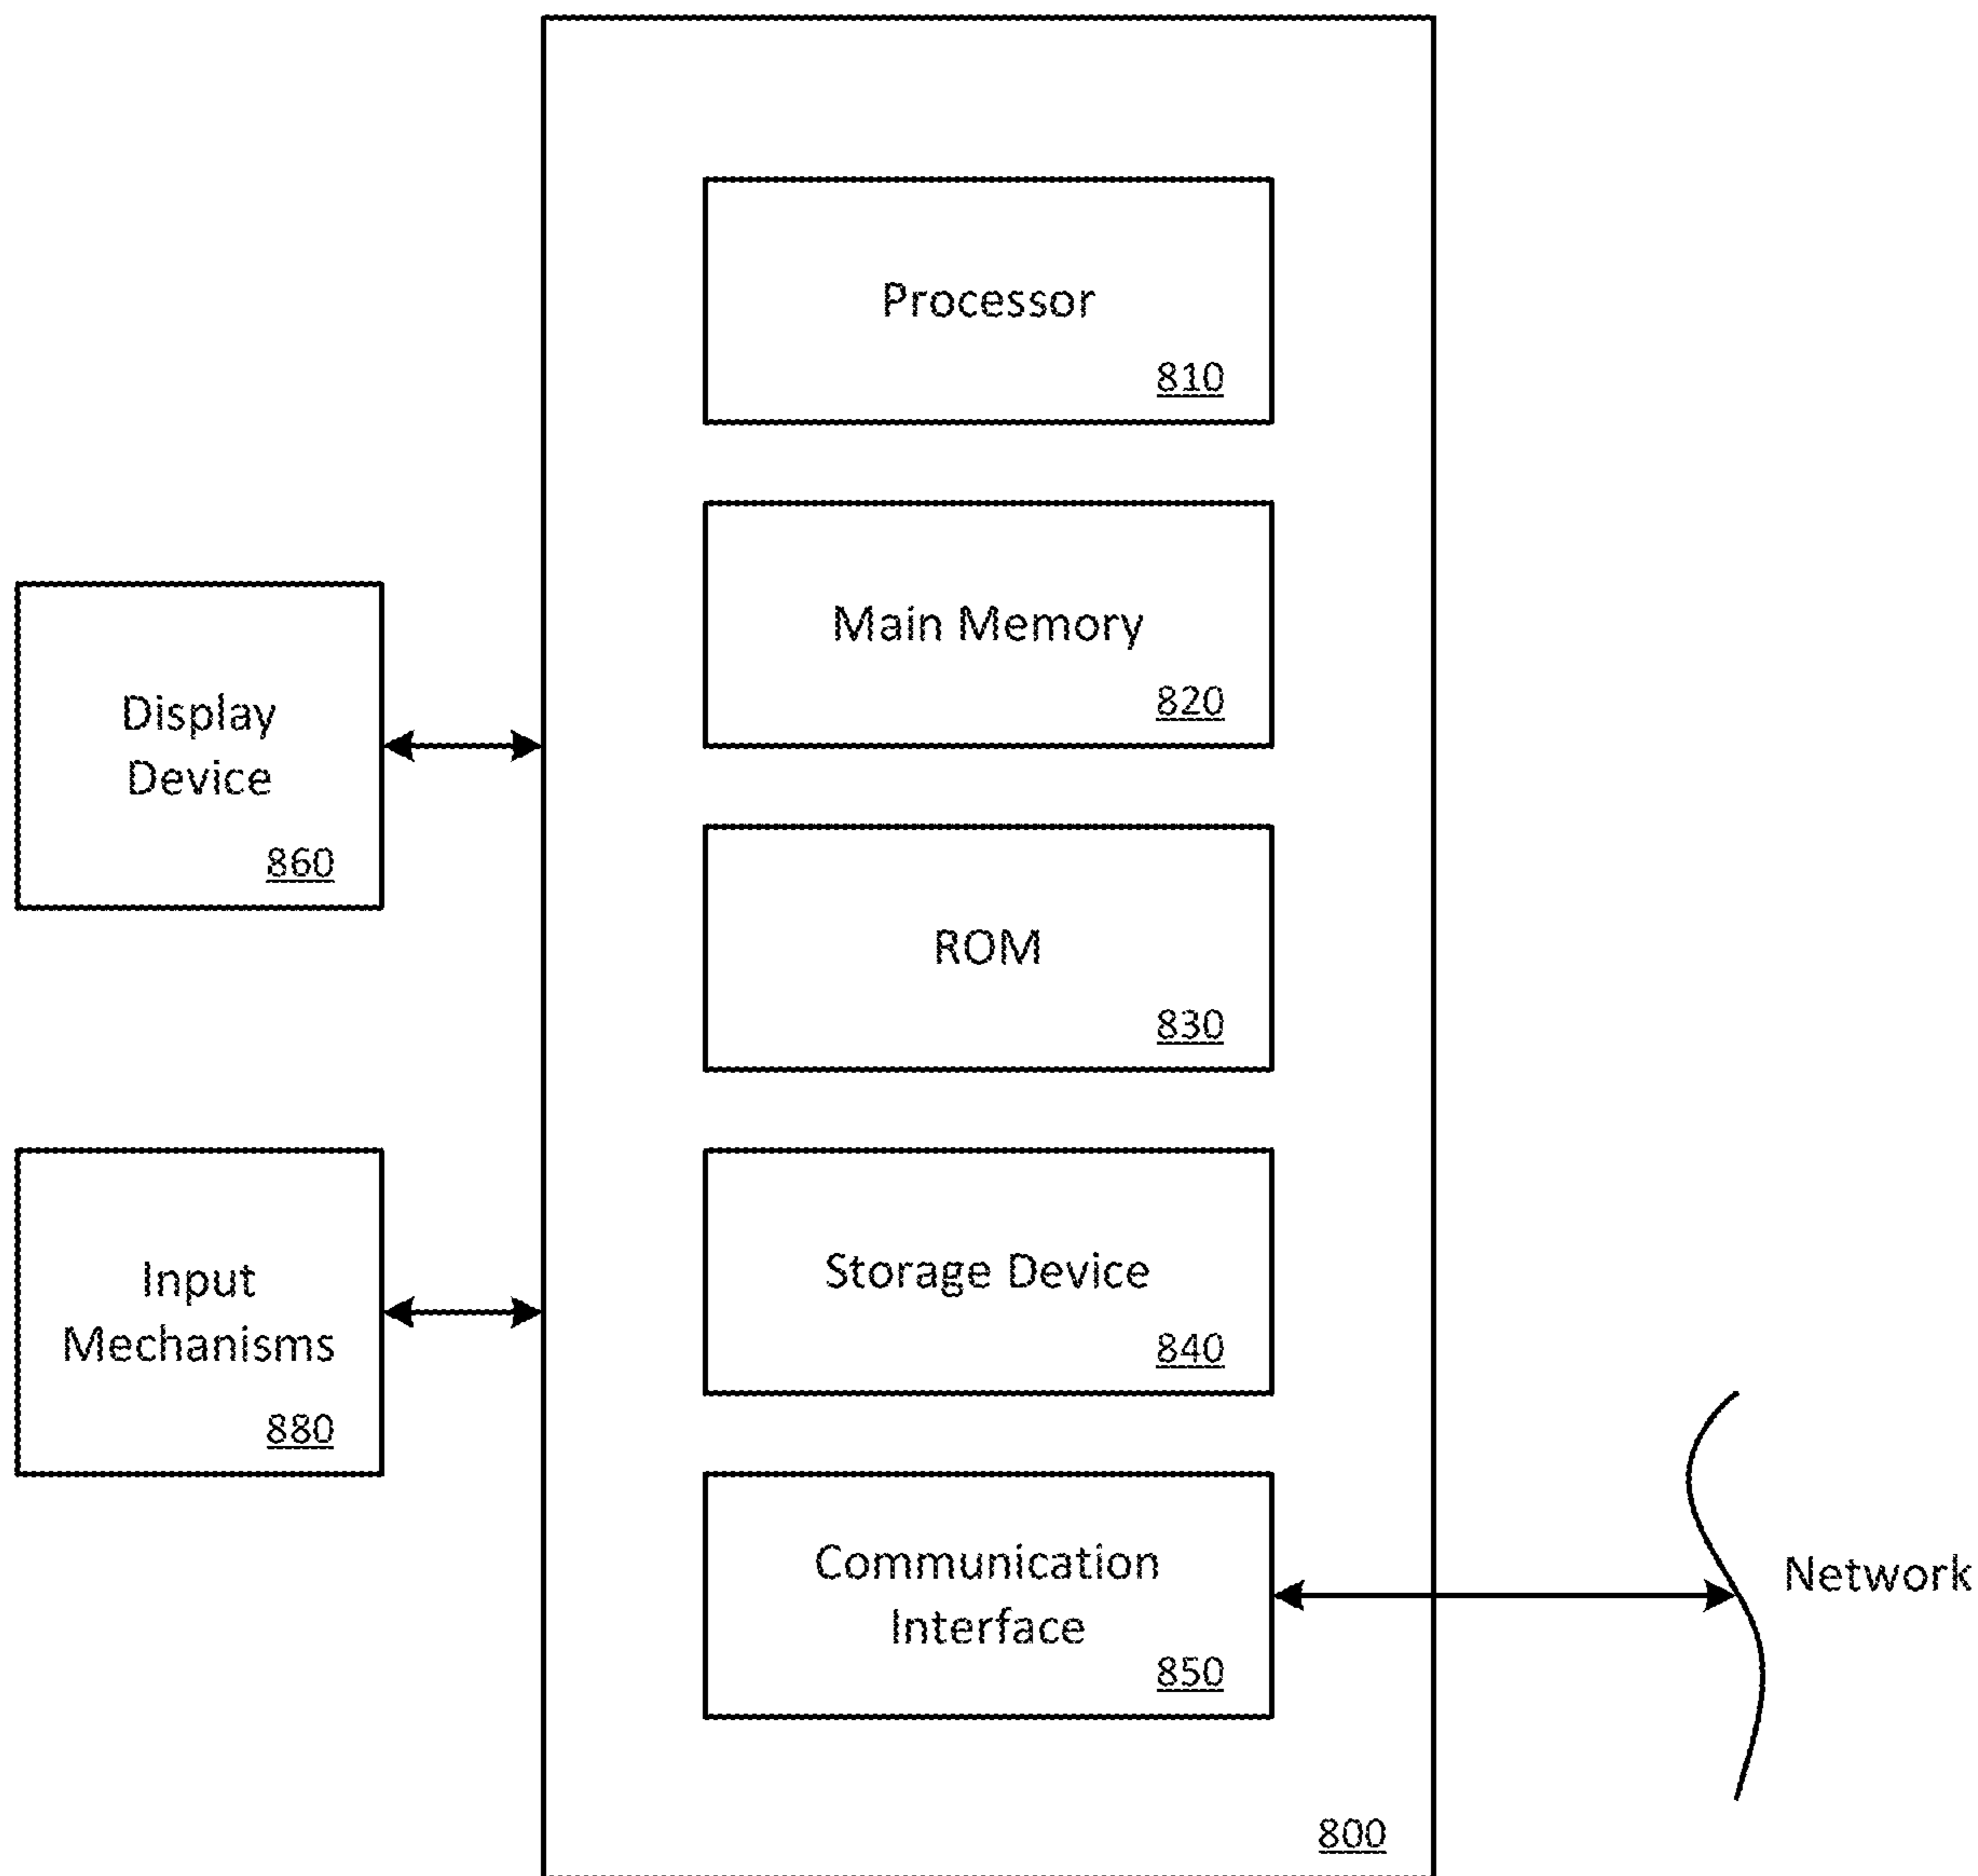 Processor
810
Main Memory
820
Display
Device
860
ROM
830
Input
Mechanisms
880
Storage Device
840
Communication
Interface
850
Network
800